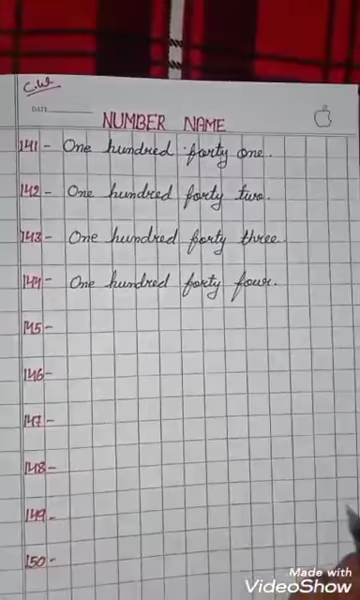 C.W
DATE
NUMBER NAME
141 - One hundred forty one.
142 - One hundred forty two.
143 - One hundred forty three.
144 - One hundred forty four.
145 -
146 -
147 -
148 -
149 -
150 -
Made with
VideoShow